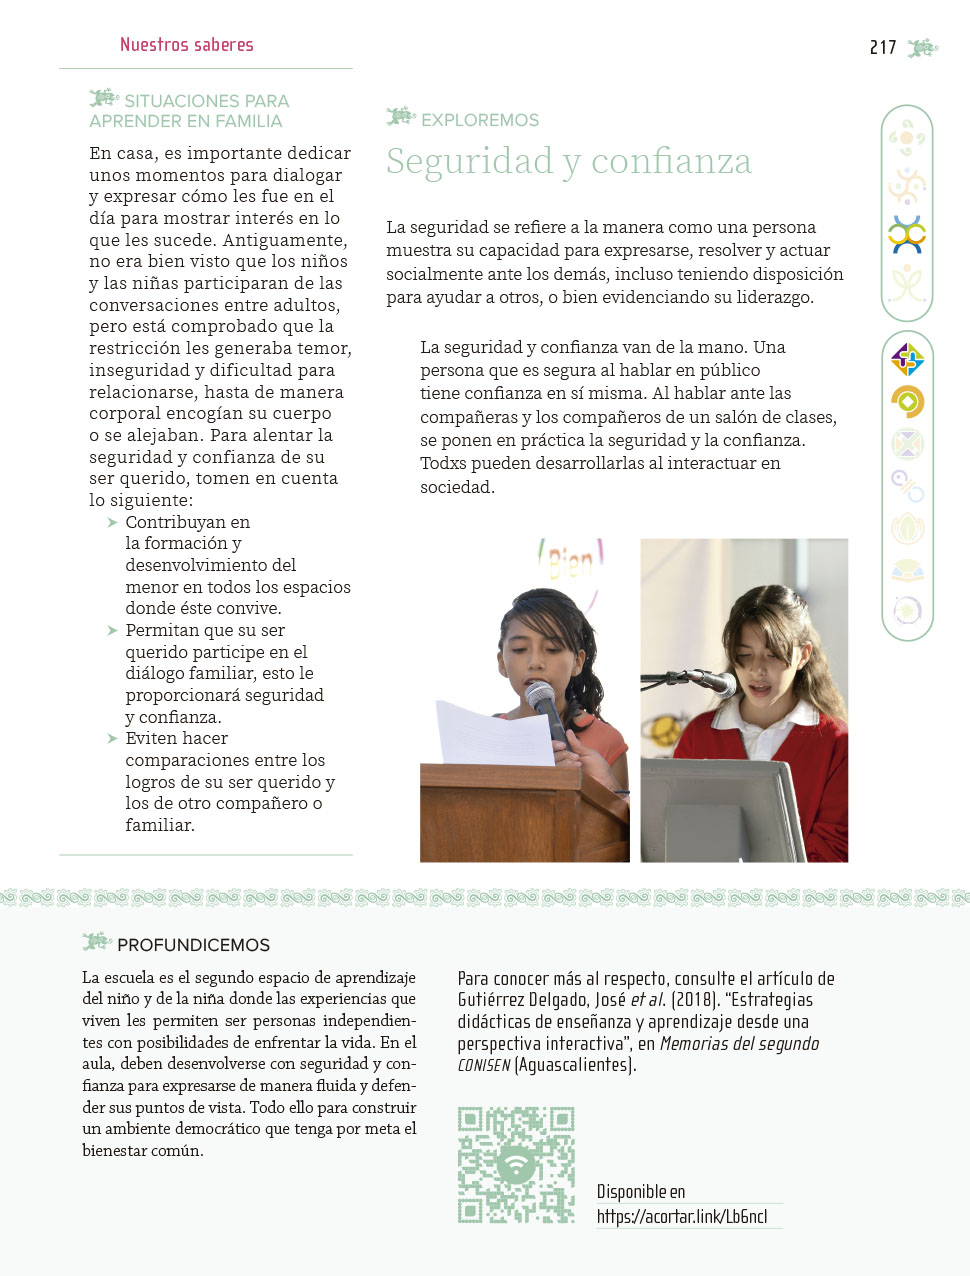 Nuestros saberes
217
SITUACIONES PARA
APRENDER EN FAMILIA
En casa, es importante dedicar
unos momentos para dialogar
y expresar cómo les fue en el
día para mostrar interés en lo
que les sucede. Antiguamente,
no era bien visto que los niños
y las niñas participaran de las
conversaciones entre adultos,
pero está comprobado que la
restricción les generaba temor,
inseguridad y dificultad para
relacionarse, hasta de manera
corporal encogían su cuerpo
o se alejaban. Para alentar la
seguridad y confianza de su
ser querido, tomen en cuenta
lo siguiente:
➤ Contribuyan en
la formación y
desenvolvimiento del
menor en todos los espacios
donde éste convive.
➤ Permitan que su ser
querido participe en el
diálogo familiar, esto le
proporcionará seguridad
y confianza.
➤ Eviten hacer
comparaciones entre los
logros de su ser querido y
los de otro compañero o
familiar.
EXPLOREMOS
Seguridad y confianza
La seguridad se refiere a la manera como una persona
muestra su capacidad para expresarse, resolver y actuar
socialmente ante los demás, incluso teniendo disposición
para ayudar a otros, o bien evidenciando su liderazgo.
La seguridad y confianza van de la mano. Una
persona que es segura al hablar en público
tiene confianza en sí misma. Al hablar ante las
compañeras y los compañeros de un salón de clases,
se ponen en práctica la seguridad y la confianza.
Todxs pueden desarrollarlas al interactuar en
sociedad.
Bien
PROFUNDICEMOS
La escuela es el segundo espacio de aprendizaje
del niño y de la niña donde las experiencias que
viven les permiten ser personas independien-
tes con posibilidades de enfrentar la vida. En el
aula, deben desenvolverse con seguridad y con-
fianza para expresarse de manera fluida y defen-
der sus puntos de vista. Todo ello para construir
un ambiente democrático que tenga por meta el
bienestar común.
Para conocer más al respecto, consulte el artículo de
Gutiérrez Delgado, José et al. (2018). “Estrategias
didácticas de enseñanza y aprendizaje desde una
perspectiva interactiva”, en Memorias del segundo
CONISEN (Aguascalientes).
Disponible en
https://acortar.link/Lb6ncl